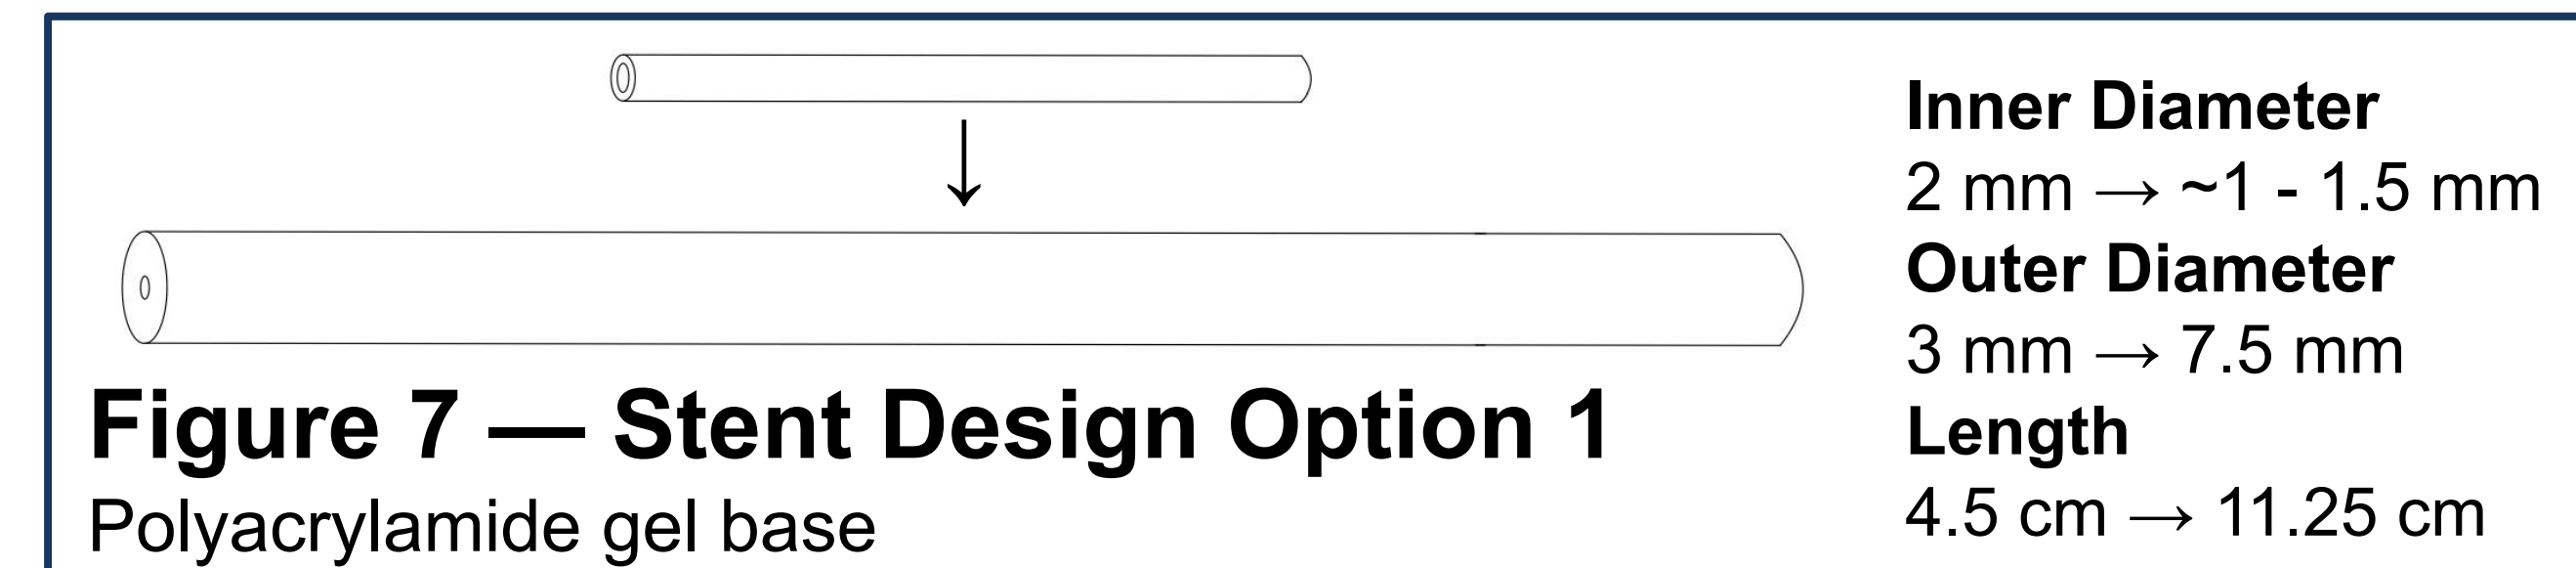 Inner Diameter
2 mm → ~1 - 1.5 mm
Outer Diameter
3 mm → 7.5 mm
Length
4.5 cm → 11.25 cm
Figure 7 — Stent Design Option 1
Polyacrylamide gel base